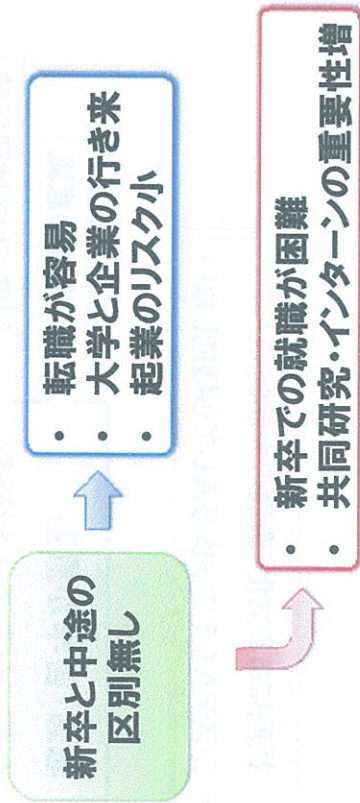 新卒と中途の
区別無し
• 転職が容易
• 大学と企業の行き来
• 起業のリスク小
• 新卒での就職が困難
• 共同研究・インターンの重要性増